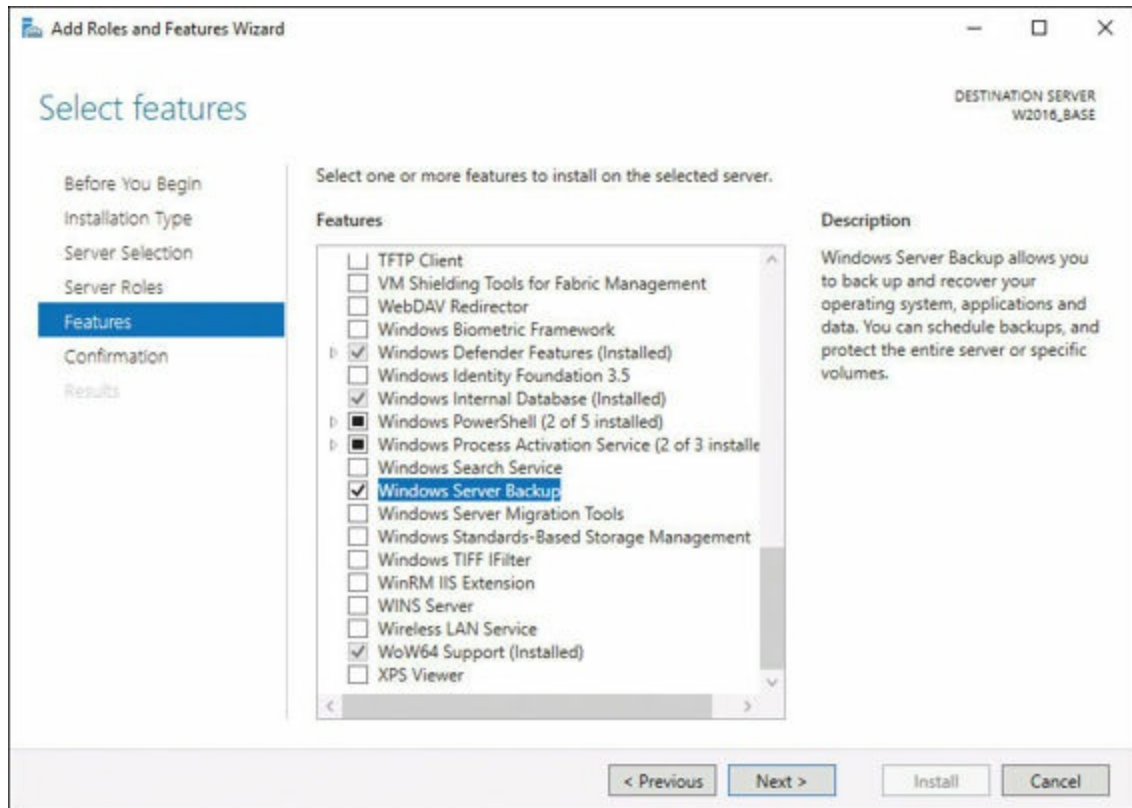 Add Roles and Features Wizard
Select features
DESTINATION SERVER
W2016_BASE
Before You Begin
Installation Type
Server Selection
Server Roles
Features
Confirmation
Results
Select one or more features to install on the selected server.
Features
TFTP Client
VM Shielding Tools for Fabric Management
WebDAV Redirector
Windows Biometric Framework
Windows Defender Features (Installed)
Windows Identity Foundation 3.5
Windows Internal Database (Installed)
Windows PowerShell (2 of 5 installed)
Windows Process Activation Service (2 of 3 installe
Windows Search Service
Windows Server Backup
Windows Server Migration Tools
Windows Standards-Based Storage Management
Windows TIFF IFilter
WinRM IIS Extension
WINS Server
Wireless LAN Service
WoW64 Support (Installed)
XPS Viewer
Description
Windows Server Backup allows you
to back up and recover your
operating system, applications and
data. You can schedule backups, and
protect the entire server or specific
volumes.
< Previous
Next >
Install
Cancel